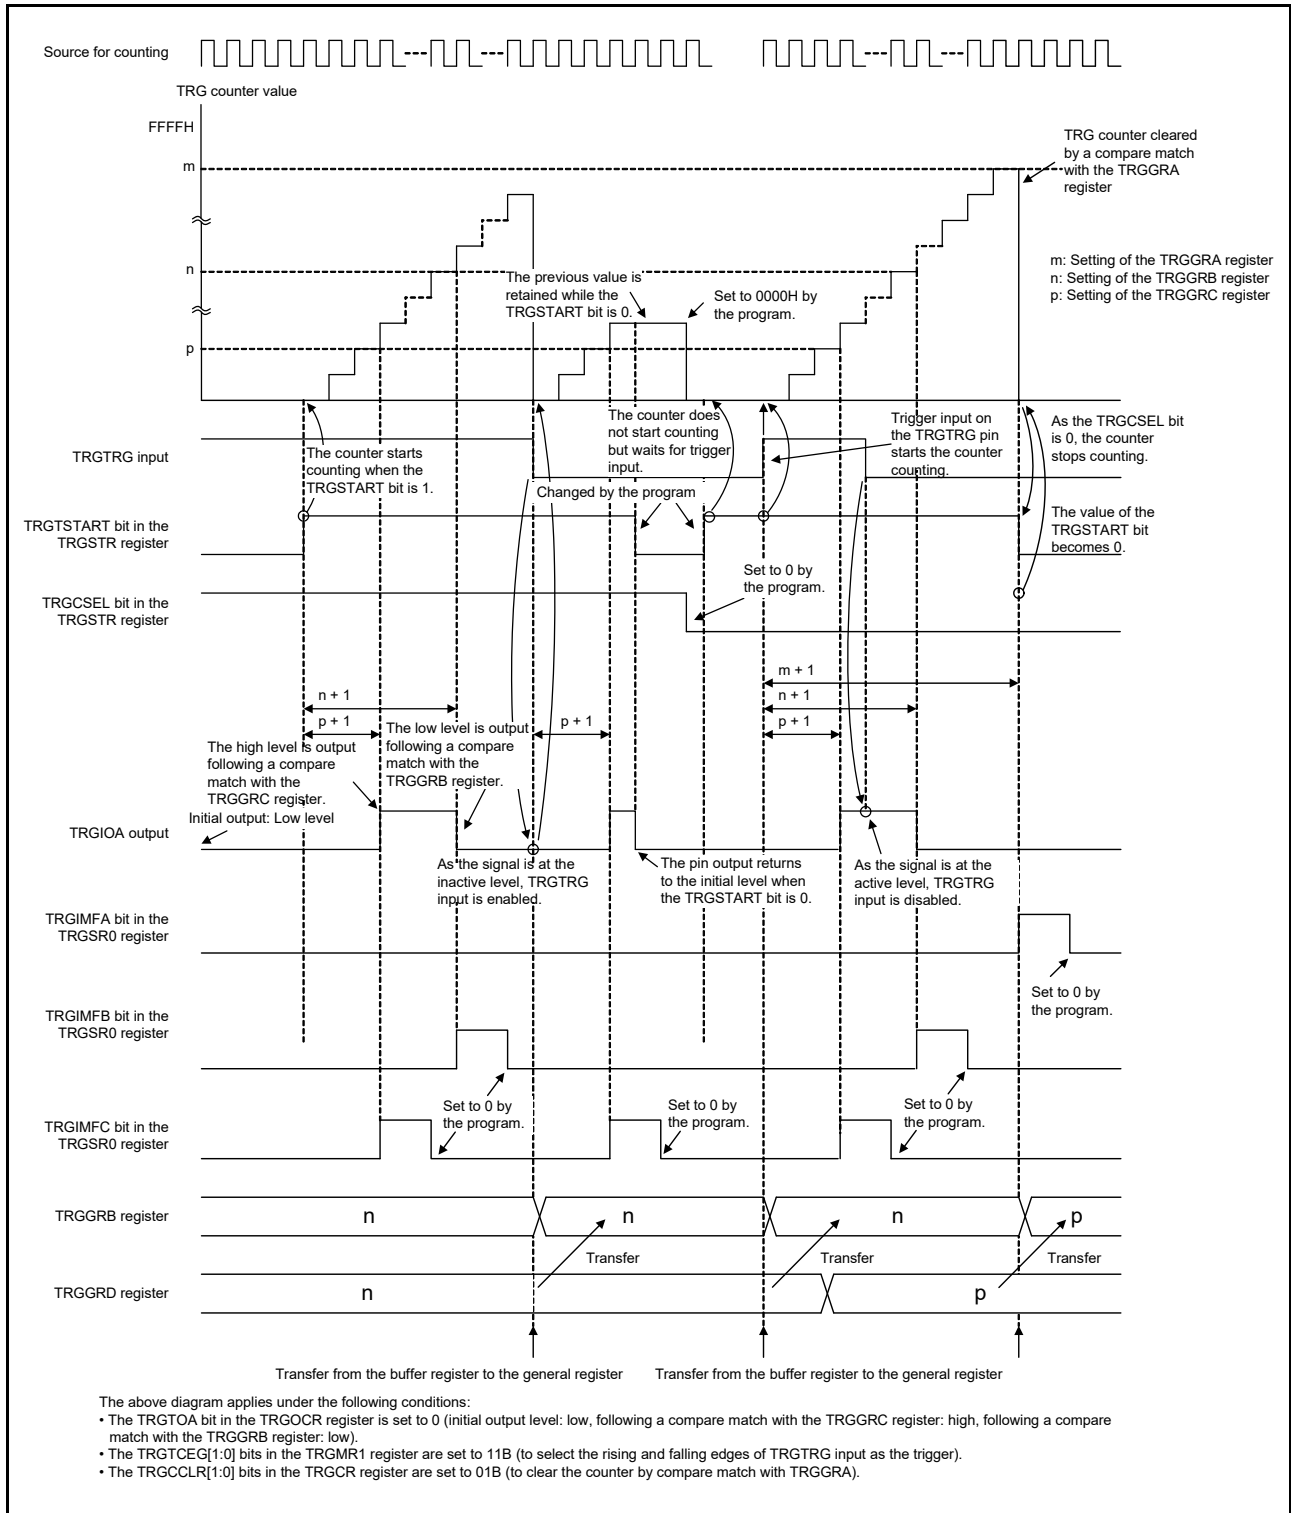 Source for counting
TRG counter value
FFFFH
m
n
p
TRG counter cleared
by a compare match
with the TRGGRA
register
m: Setting of the TRGGRA register
n: Setting of the TRGGRB register
p: Setting of the TRGGRC register
The previous value is
retained while the
TRGSTART bit is 0.
Set to 0000H by
the program.
TRGTRG input
The counter starts
counting when the
TRGSTART bit is 1.
The counter does
not start counting
but waits for trigger
input.
Trigger input on
the TRGTRG pin
starts the counter
counting.
As the TRGCSEL bit
is 0, the counter
stops counting.
Changed by the program
TRGTSTART bit in the
TRGSTR register
The value of the
TRGSTART bit
becomes 0.
Set to 0 by
the program.
TRGCSEL bit in the
TRGSTR register
m + 1
n + 1
n + 1
p + 1
p + 1
p + 1
The high level is output
following a compare
match with the
TRGGRC register.
The low level is output
following a compare
match with the
TRGGRB register.
Initial output: Low level
TRGIOA output
As the signal is at the
inactive level, TRGTRG
input is enabled.
The pin output returns
to the initial level when
the TRGSTART bit is 0.
As the signal is at the
active level, TRGTRG
input is disabled.
TRGIMFA bit in the
TRGSR0 register
Set to 0 by
the program.
TRGIMFB bit in the
TRGSR0 register
Set to 0 by
the program.
Set to 0 by
the program.
Set to 0 by
the program.
TRGIMFC bit in the
TRGSR0 register
TRGGRB register
n
n
n
p
Transfer
Transfer
Transfer
TRGGRD register
n
p
Transfer from the buffer register to the general register
Transfer from the buffer register to the general register
The above diagram applies under the following conditions:
• The TRGTOA bit in the TRGOCR register is set to 0 (initial output level: low, following a compare match with the TRGGRC register: high, following a compare
match with the TRGGRB register: low).
• The TRGTCEG[1:0] bits in the TRGMR1 register are set to 11B (to select the rising and falling edges of TRGTRG input as the trigger).
• The TRGCCLR[1:0] bits in the TRGCR register are set to 01B (to clear the counter by compare match with TRGGRA).